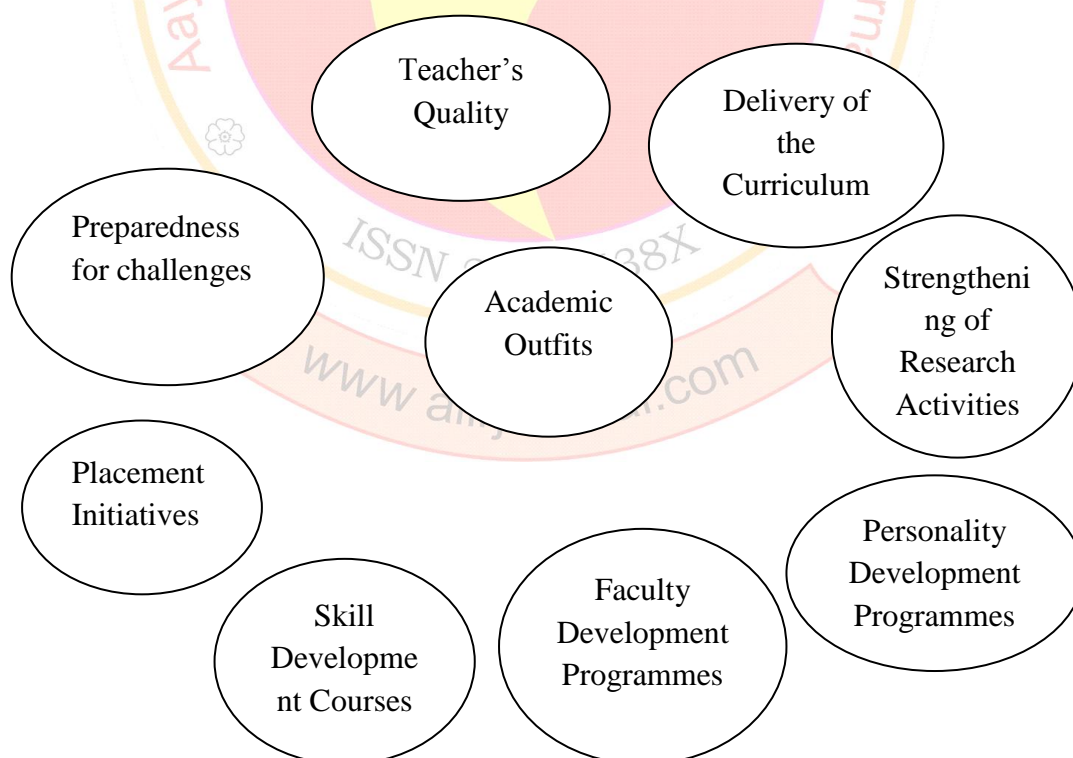 Teacher's
Quality
Delivery of
the
Curriculum
Preparedness
for challenges
Academic
Outfits
Strengtheni
ng of
Research
Activities
Placement
Initiatives
Personality
Development
Programmes
Skill
Developme
nt Courses
Faculty
Development
Programmes
ISSN
38X
www
.com